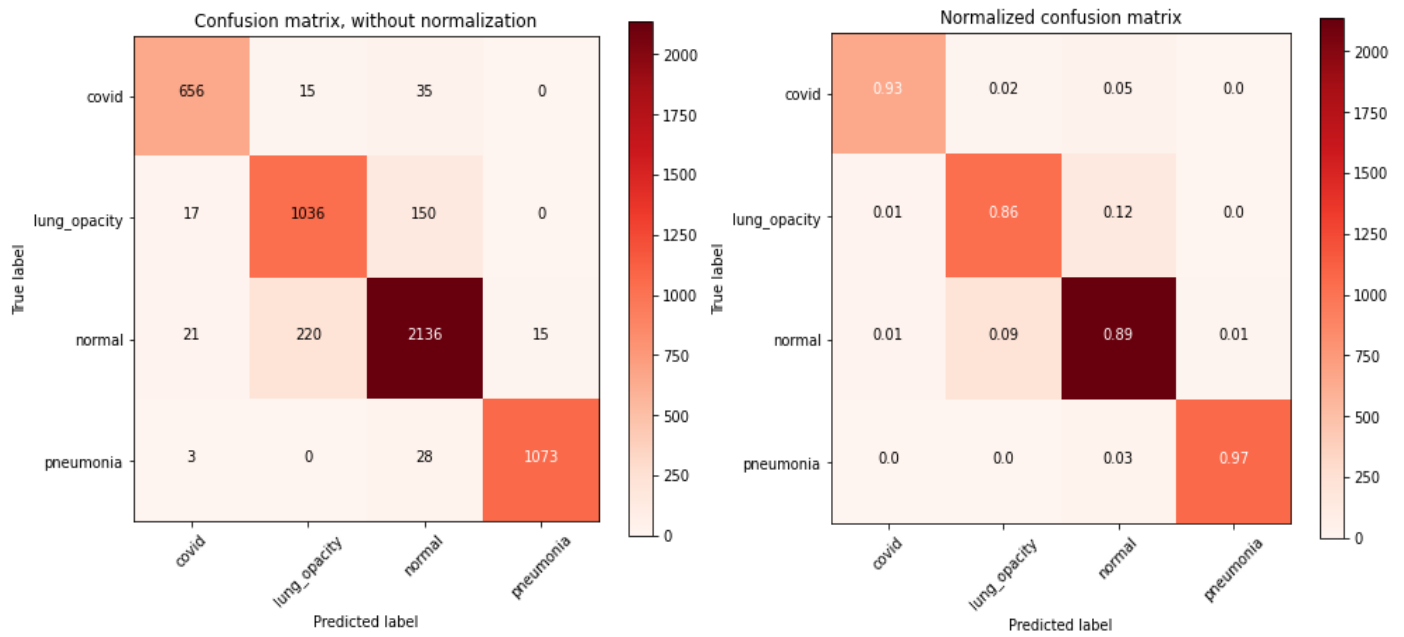 Confusion matrix, without normalization
2000
1750
1500
1250
1000
750
500
250
0
True label
covid
lung_opacity
normal
pneumonia
656 15 35 0
17 1036 150 0
21 220 2136 15
3 0 28 1073
covid lung_opacity normal pneumonia
Predicted label
Normalized confusion matrix
2000
1750
1500
1250
1000
750
500
250
0
True label
covid
lung_opacity
normal
pneumonia
0.93 0.02 0.05 0.0
0.01 0.86 0.12 0.0
0.01 0.09 0.89 0.01
0.0 0.0 0.03 0.97
covid lung_opacity normal pneumonia
Predicted label